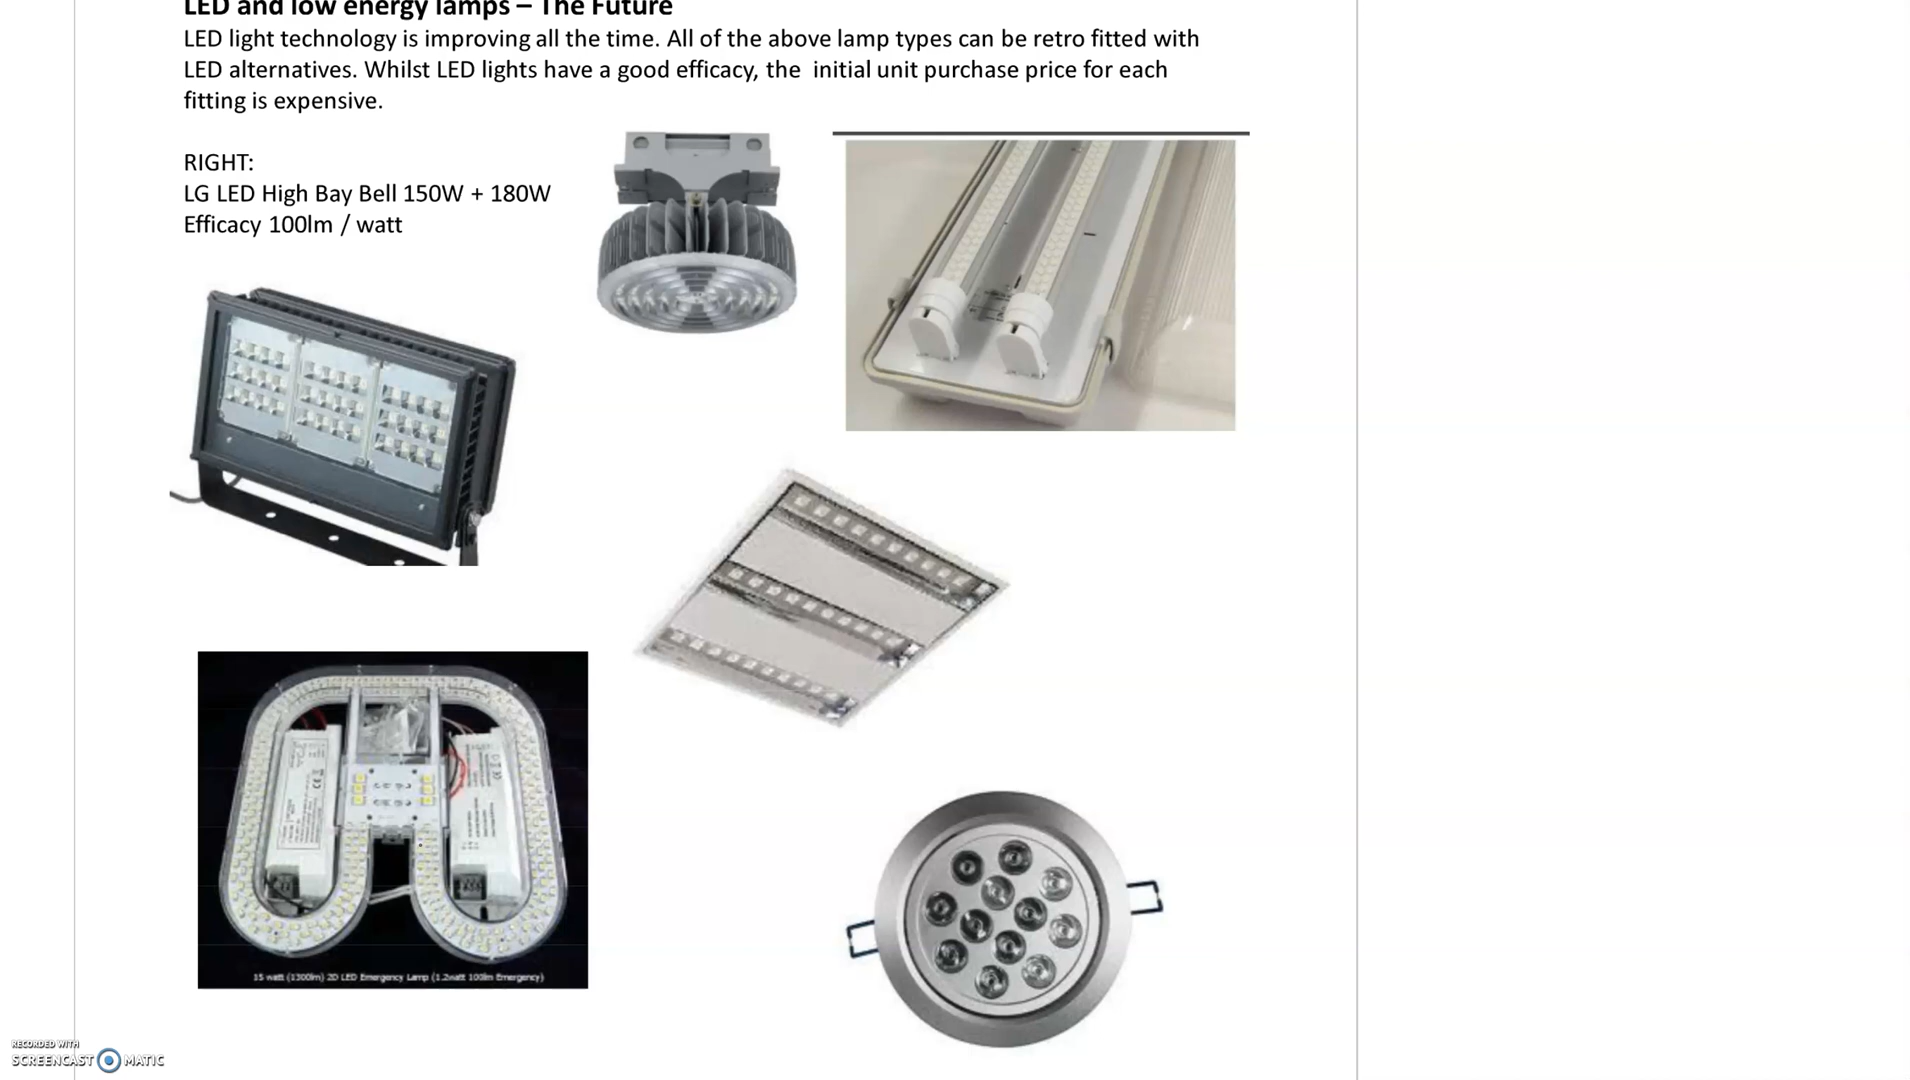 LED and low energy lamps – The Future
LED light technology is improving all the time. All of the above lamp types can be retro fitted with
LED alternatives. Whilst LED lights have a good efficacy, the  initial unit purchase price for each
fitting is expensive.
RIGHT:
LG LED High Bay Bell 150W + 180W
Efficacy 100lm / watt
15 watt (1300lm) 2D LED Emergency Lamp (1.2watt 100lm Emergency)
RECORDED WITH
SCREENCAST MATIC